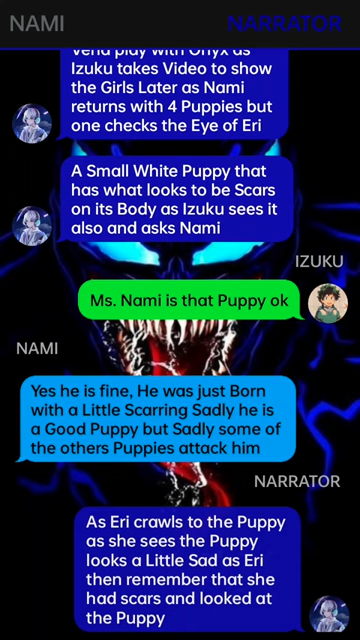 NAMI
NARRATOR
Vena play with Onyx as
Izuku takes Video to show
the Girls Later as Nami
returns with 4 Puppies but
one checks the Eye of Eri
A Small White Puppy that
has what looks to be Scars
on its Body as Izuku sees it
also and asks Nami
IZUKU
Ms. Nami is that Puppy ok
NAMI
Yes he is fine, He was just Born
with a Little Scarring Sadly he is
a Good Puppy but Sadly some of
the others Puppies attack him
NARRATOR
As Eri crawls to the Puppy
as she sees the Puppy
looks a Little Sad as Eri
then remember that she
had scars and looked at
the Puppy